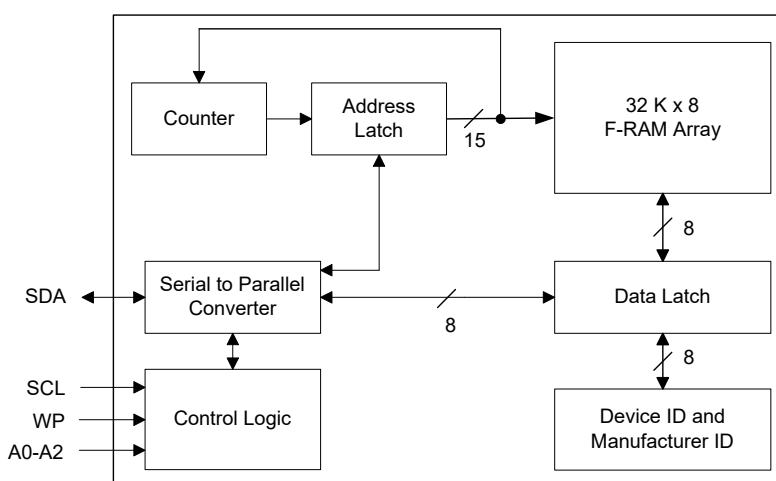 Counter
Address
Latch
15
32 K x 8
F-RAM Array
8
SDA
Serial to Parallel
Converter
8
Data Latch
8
SCL
WP
A0-A2
Control Logic
Device ID and
Manufacturer ID